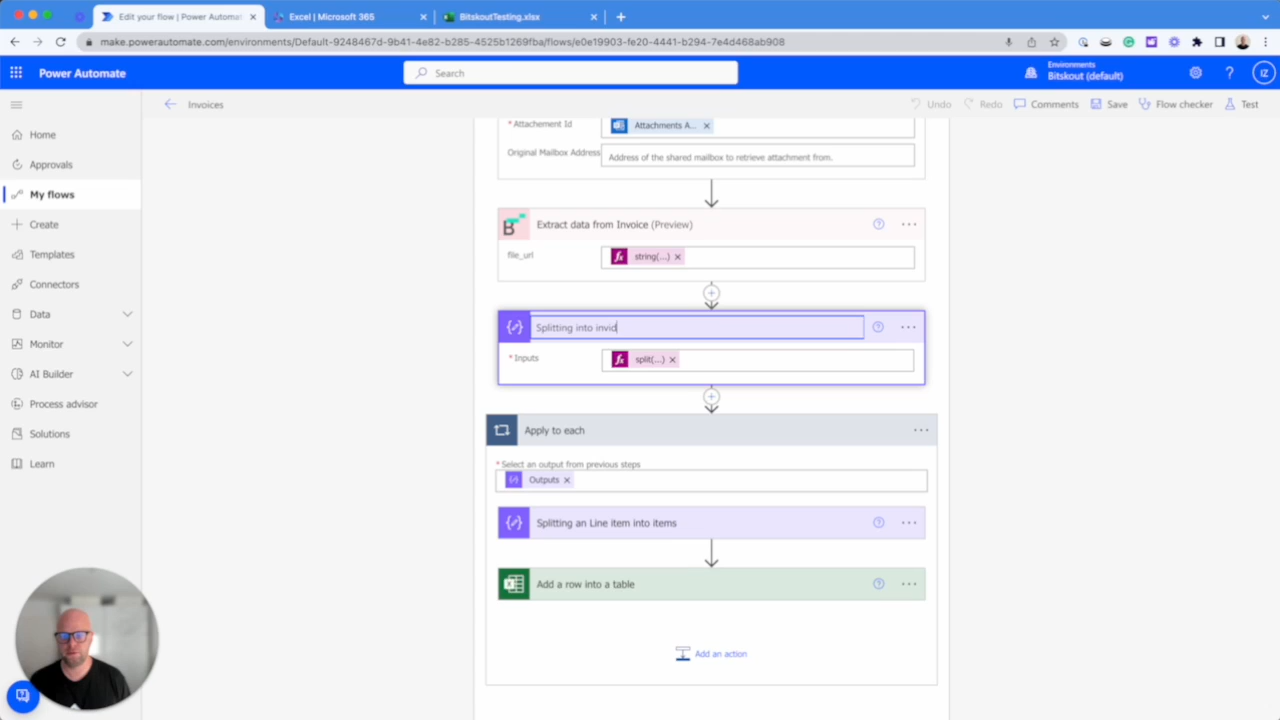 Edit your flow | Power Automat
Excel | Microsoft 365
BitskoutTesting.xlsx
make.powerautomate.com/environments/Default-9248467d-9b41-4e82-b285-4525b1269fba/flows/e0e19903-fe20-4441-b294-7e4d468ab908
Power Automate
Search
Environments
Bitskout (default)
IZ
Invoices
Undo
Redo
Comments
Save
Flow checker
Test
Home
Approvals
My flows
Create
Templates
Connectors
Data
Monitor
AI Builder
Process advisor
Solutions
Learn
* Attachement Id
Attachments A...
Original Mailbox Address
Address of the shared mailbox to retrieve attachment from.
B
Extract data from Invoice (Preview)
file_url
fx string(...)
Splitting into invid
* Inputs
fx split(...)
Apply to each
* Select an output from previous steps
Outputs
Splitting an Line item into items
Add a row into a table
Add an action